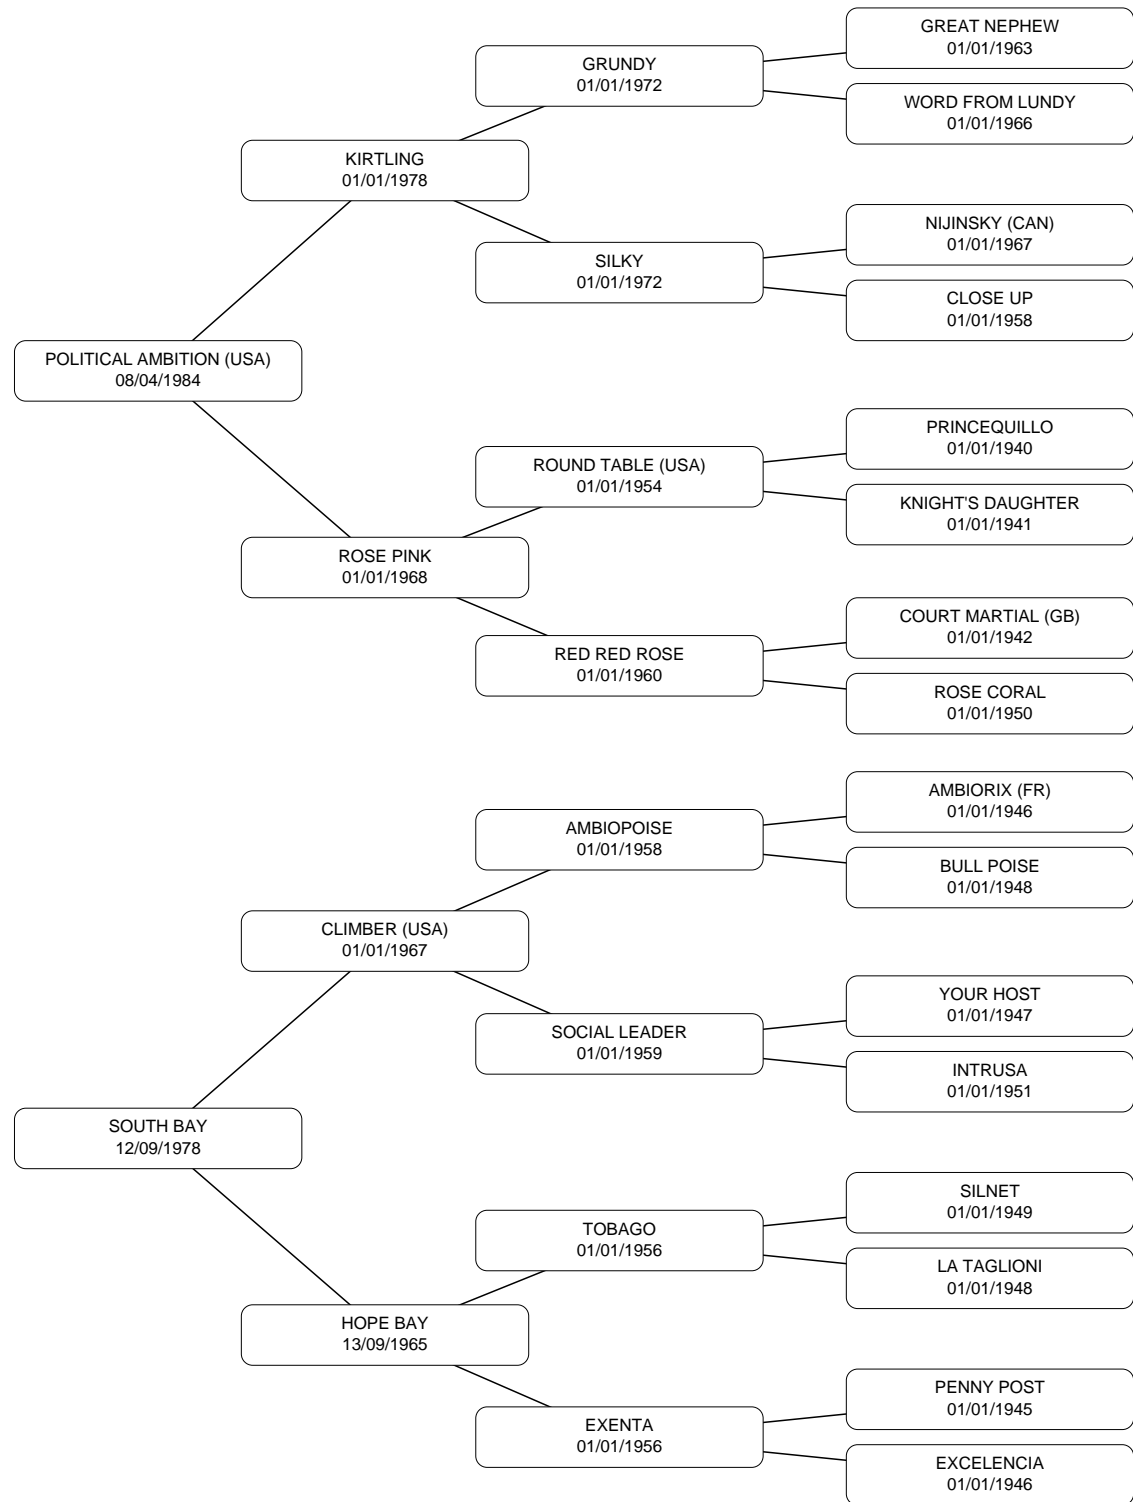 GREAT NEPHEW
01/01/1963
GRUNDY
01/01/1972
WORD FROM LUNDY
01/01/1966
KIRTLING
01/01/1978
NIJINSKY (CAN)
01/01/1967
SILKY
01/01/1972
CLOSE UP
01/01/1958
POLITICAL AMBITION (USA)
08/04/1984
PRINCEQUILLO
01/01/1940
ROUND TABLE (USA)
01/01/1954
KNIGHT'S DAUGHTER
01/01/1941
ROSE PINK
01/01/1968
COURT MARTIAL (GB)
01/01/1942
RED RED ROSE
01/01/1960
ROSE CORAL
01/01/1950
AMBIORIX (FR)
01/01/1946
AMBIOPOISE
01/01/1958
BULL POISE
01/01/1948
CLIMBER (USA)
01/01/1967
YOUR HOST
01/01/1947
SOCIAL LEADER
01/01/1959
INTRUSA
01/01/1951
SOUTH BAY
12/09/1978
SILNET
01/01/1949
TOBAGO
01/01/1956
LA TAGLIONI
01/01/1948
HOPE BAY
13/09/1965
PENNY POST
01/01/1945
EXENTA
01/01/1956
EXCELENCIA
01/01/1946